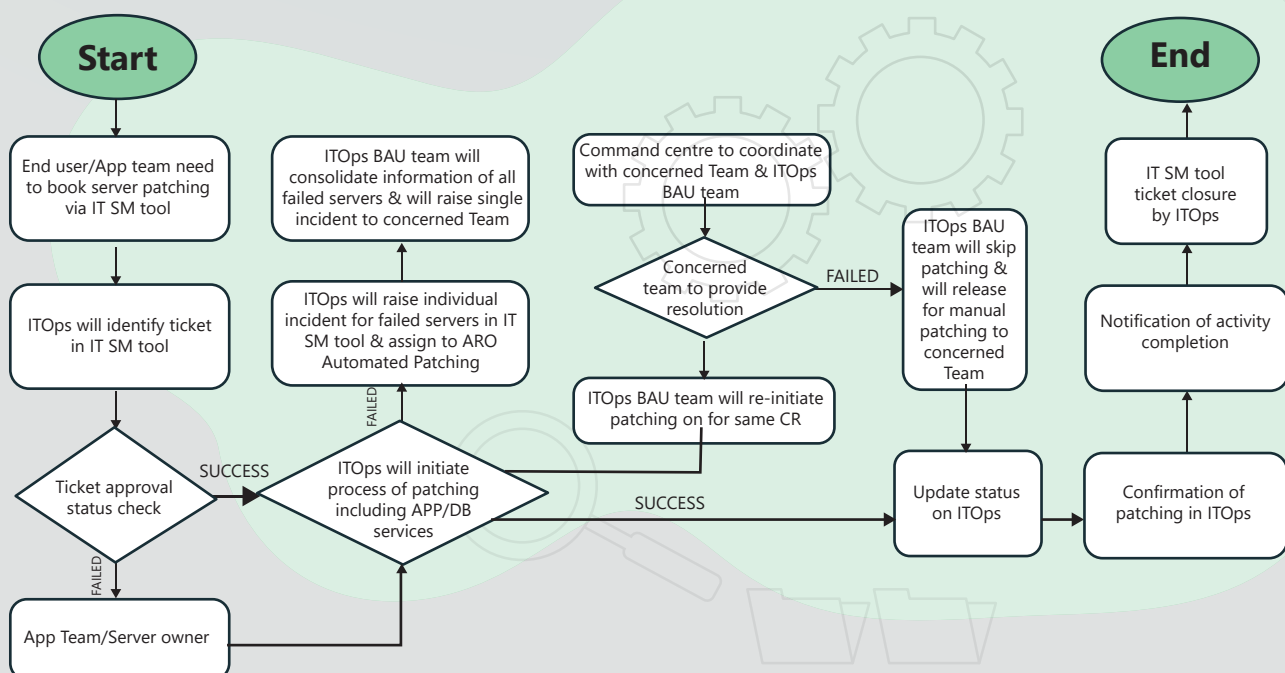 Start
End user/App team need
to book server patching
via IT SM tool
ITOps will identify ticket
in IT SM tool
Ticket approval
status check
SUCCESS
FAILED
App Team/Server owner
ITOps BAU team will
consolidate information of all
failed servers & will raise single
incident to concerned Team
ITOps will raise individual
incident for failed servers in IT
SM tool & assign to ARO
Automated Patching
FAILED
ITOps will initiate
process of patching
including APP/DB
services
SUCCESS
Command centre to coordinate
with concerned Team & ITOps
BAU team
Concerned
team to provide
resolution
FAILED
ITOps BAU team will re-initiate
patching on for same CR
ITOps BAU
team will skip
patching &
will release
for manual
patching to
concerned
Team
Update status
on ITOps
Confirmation of
patching in ITOps
Notification of activity
completion
IT SM tool
ticket closure
by ITOps
End